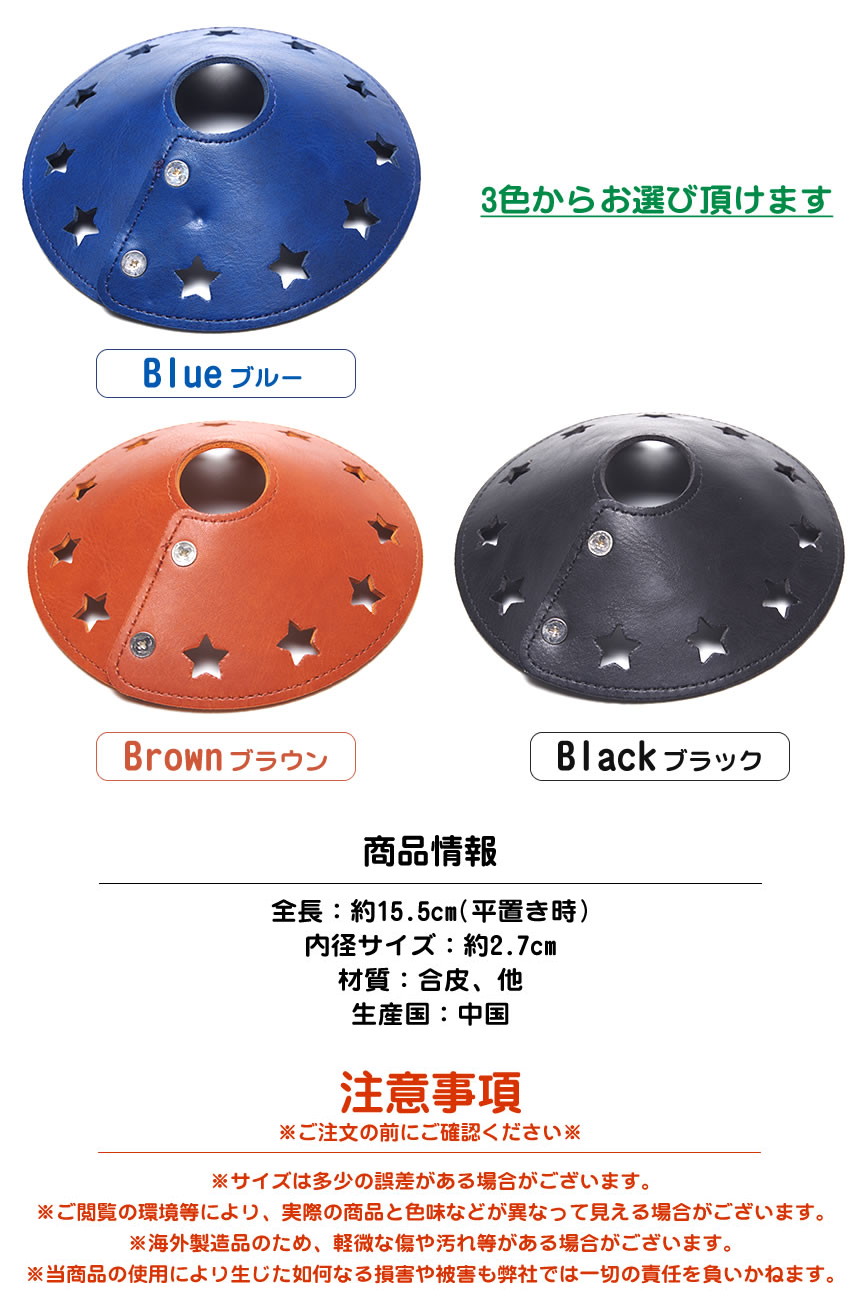 3色からお選び頂けます
Blue ブルー
Brown ブラウン
Black ブラック
商品情報
全長：約15.5cm(平置き時)
内径サイズ：約2.7cm
材質：合皮、他
生産国：中国
注意事項
※ご注文の前にご確認ください※
※サイズは多少の誤差がある場合がございます。
※ご閲覧の環境等により、実際の商品と色味などが異なって見える場合がございます。
※海外製造品のため、軽微な傷や汚れ等がある場合がございます。
※当商品の使用により生じた如何なる損害や被害も弊社では一切の責任を負いかねます。